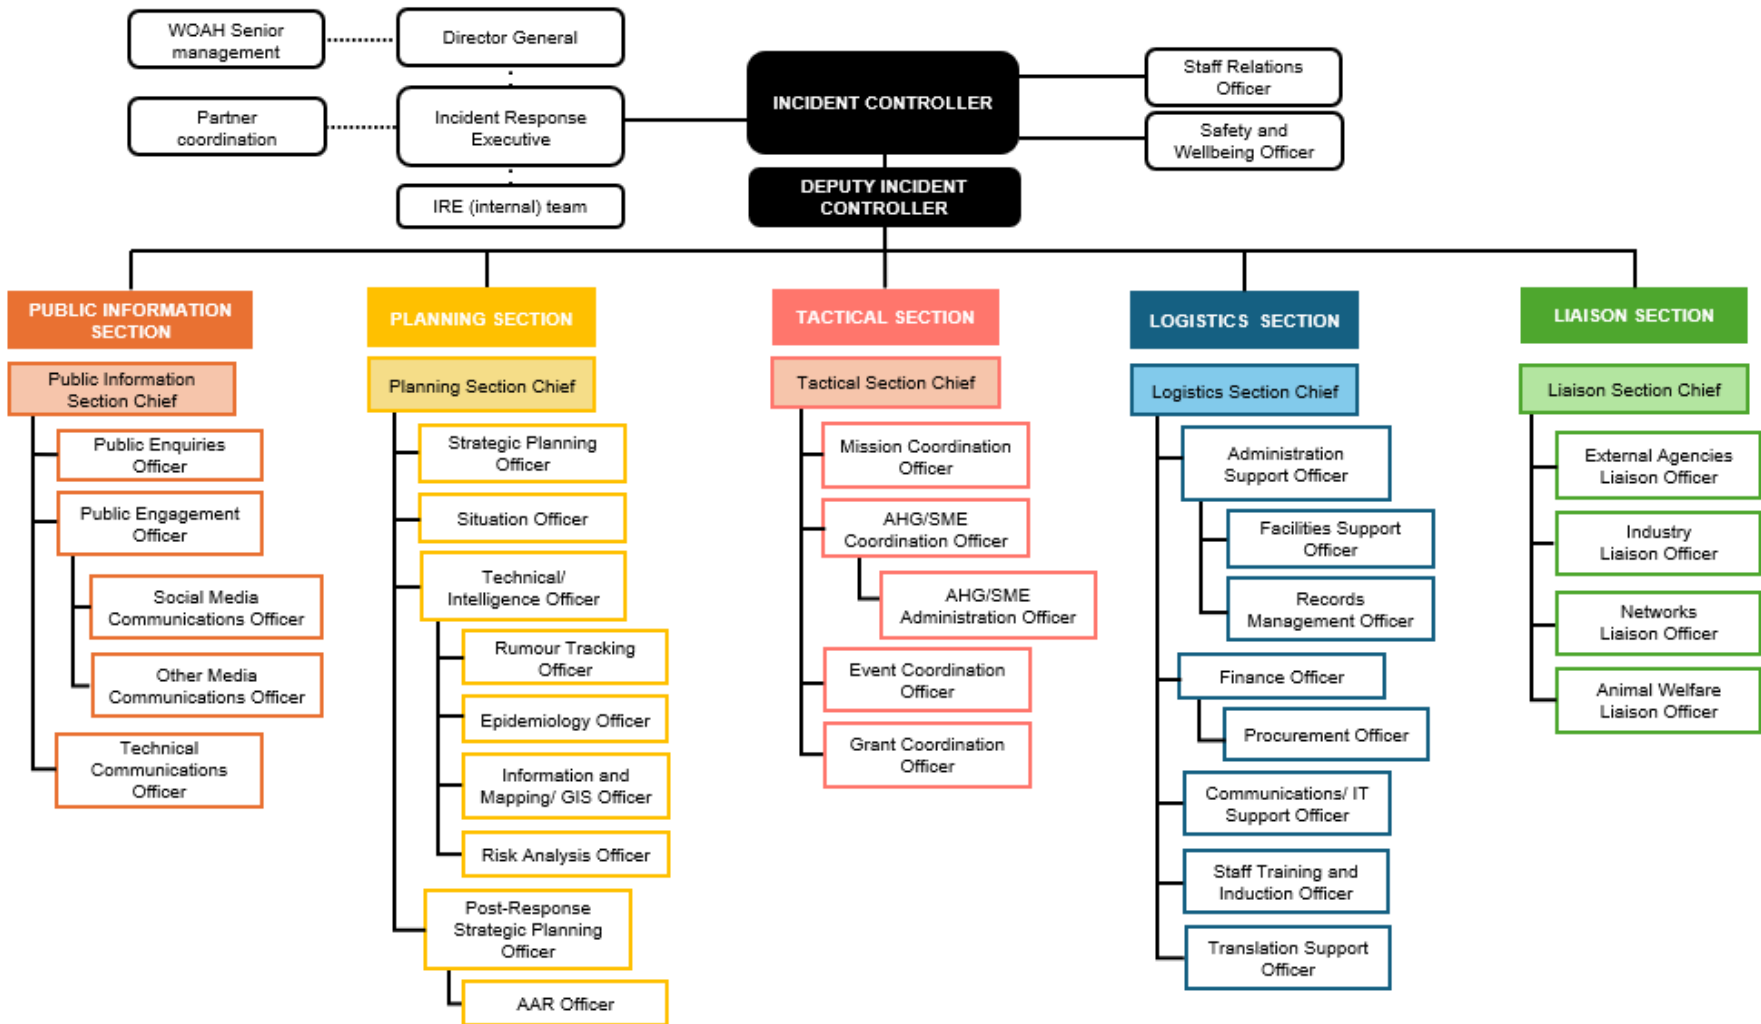 WOAH Senior
management
Director General
Partner
coordination
Incident Response
Executive
IRE (internal) team
INCIDENT CONTROLLER
DEPUTY INCIDENT
CONTROLLER
Staff Relations
Officer
Safety and
Wellbeing Officer
PUBLIC INFORMATION
SECTION
Public Information
Section Chief
Public Enquiries
Officer
Public Engagement
Officer
Social Media
Communications Officer
Other Media
Communications Officer
Technical
Communications
Officer
PLANNING SECTION
Planning Section Chief
Strategic Planning
Officer
Situation Officer
Technical/
Intelligence Officer
Rumour Tracking
Officer
Epidemiology Officer
Information and
Mapping/ GIS Officer
Risk Analysis Officer
Post-Response
Strategic Planning
Officer
AAR Officer
TACTICAL SECTION
Tactical Section Chief
Mission Coordination
Officer
AHG/SME
Coordination Officer
AHG/SME
Administration Officer
Event Coordination
Officer
Grant Coordination
Officer
LOGISTICS SECTION
Logistics Section Chief
Administration
Support Officer
Facilities Support
Officer
Records
Management Officer
Finance Officer
Procurement Officer
Communications/ IT
Support Officer
Staff Training and
Induction Officer
Translation Support
Officer
LIAISON SECTION
Liaison Section Chief
External Agencies
Liaison Officer
Industry
Liaison Officer
Networks
Liaison Officer
Animal Welfare
Liaison Officer